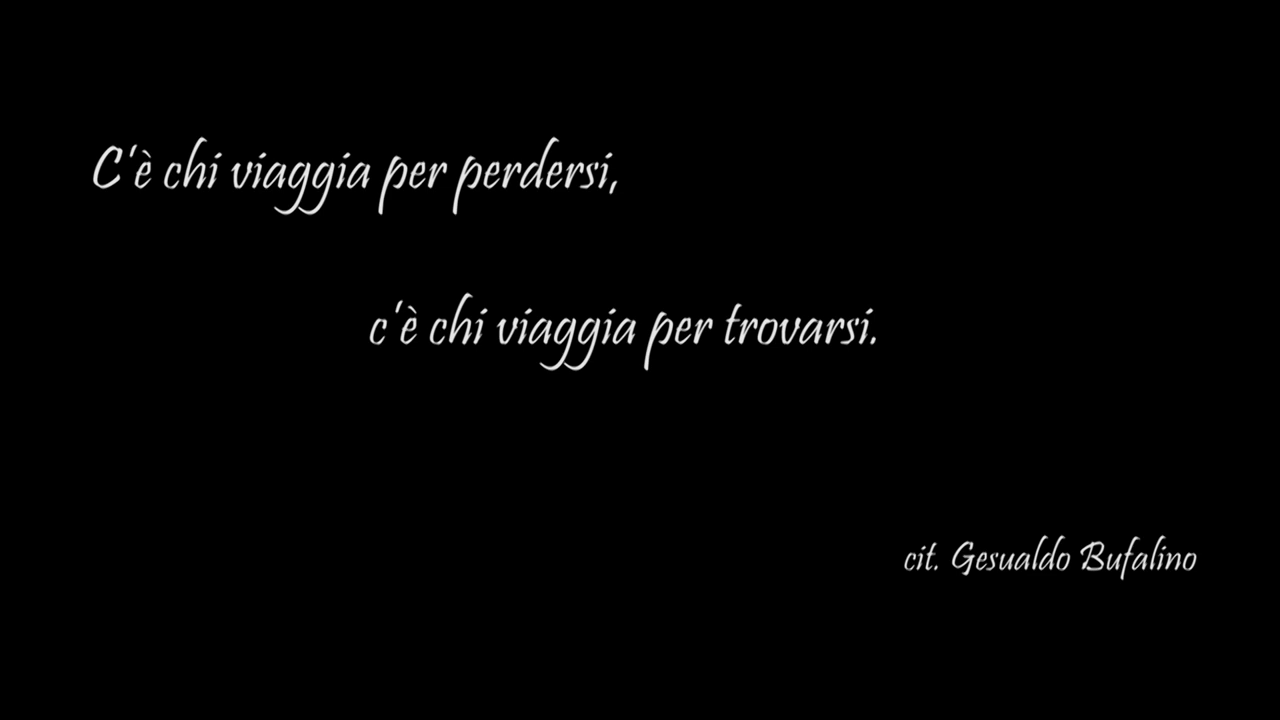 C'è chi viaggia per perdersi,
c'è chi viaggia per trovarsi.
cit. Gesualdo Bufalino